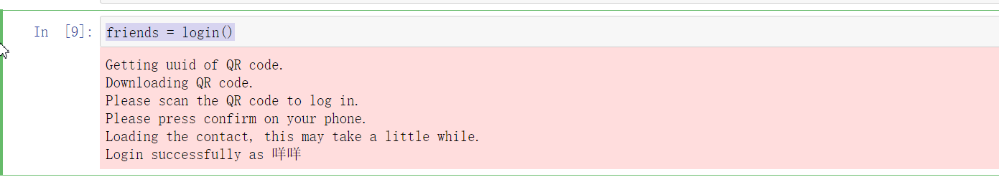 In [9]: friends = login()
Getting uuid of QR code.
Downloading QR code.
Please scan the QR code to log in.
Please press confirm on your phone.
Loading the contact, this may take a little while.
Login successfully as 咩咩